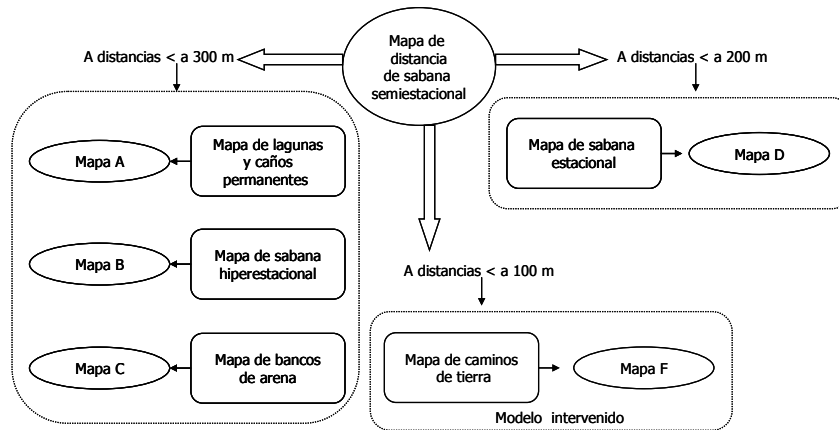 Mapa de
distancia
de sabana
semiestacional
A distancias < a 300 m
A distancias < a 200 m
Mapa A
Mapa de lagunas
y caños
permanentes
Mapa B
Mapa de sabana
hiperestacional
Mapa C
Mapa de bancos
de arena
Mapa de sabana
estacional
Mapa D
A distancias < a 100 m
Mapa de caminos
de tierra
Mapa F
Modelo intervenido